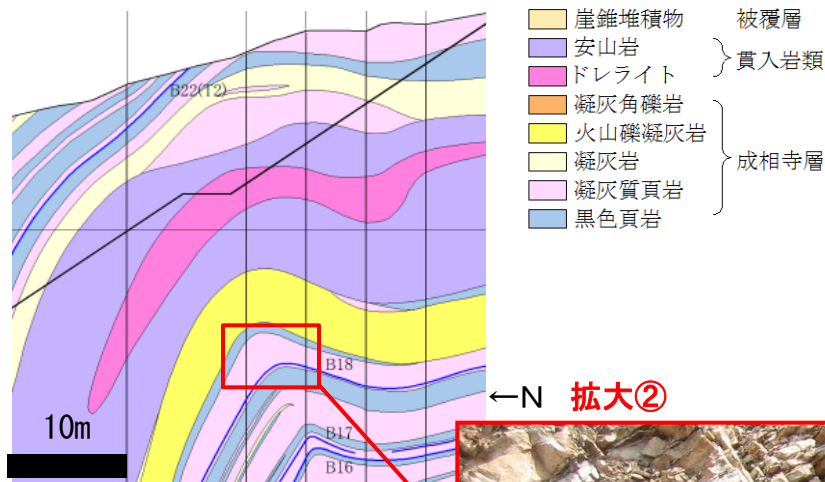 崖錐堆積物 被覆層
安山岩
ドレライト
貫入岩類
凝灰角礫岩
火山礫凝灰岩
凝灰岩
凝灰質頁岩
黒色頁岩
成相寺層
B22(T2)
B18
←N 拡大②
10m
B17
B16